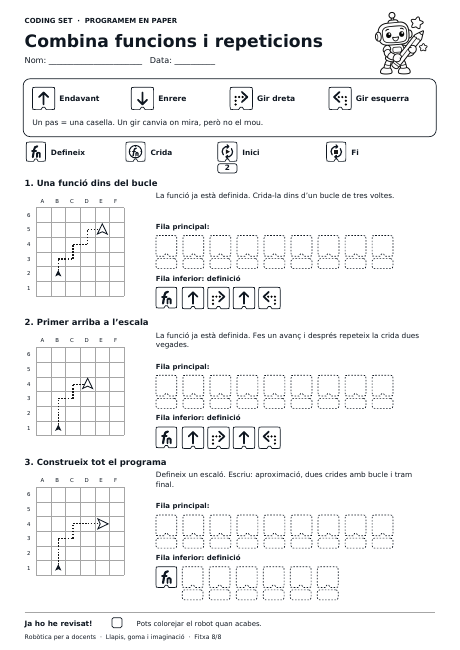 CODING SET · PROGRAMEM EN PAPER
Combina funcions i repeticions
Nom: ____________________ Data: __________
Endavant
Enrere
Gir dreta
Gir esquerra
Un pas = una casella. Un gir canvia on mira, però no el mou.
fn Defineix
fn Crida
Inici
Fi
2
1. Una funció dins del bucle
La funció ja està definida. Crida-la dins d’un bucle de tres voltes.
A B C D E F
6
5
4
3
2
1
Fila principal:
Fila inferior: definició
fn
2. Primer arriba a l’escala
La funció ja està definida. Fes un avanç i després repeteix la crida dues
vegades.
A B C D E F
6
5
4
3
2
1
Fila principal:
Fila inferior: definició
fn
3. Construeix tot el programa
Defineix un escaló. Escriu: aproximació, dues crides amb bucle i tram
final.
A B C D E F
6
5
4
3
2
1
Fila principal:
Fila inferior: definició
fn
Ja ho he revisat!
Pots colorejar el robot quan acabes.
Robòtica per a docents · Llapis, goma i imaginació · Fitxa 8/8